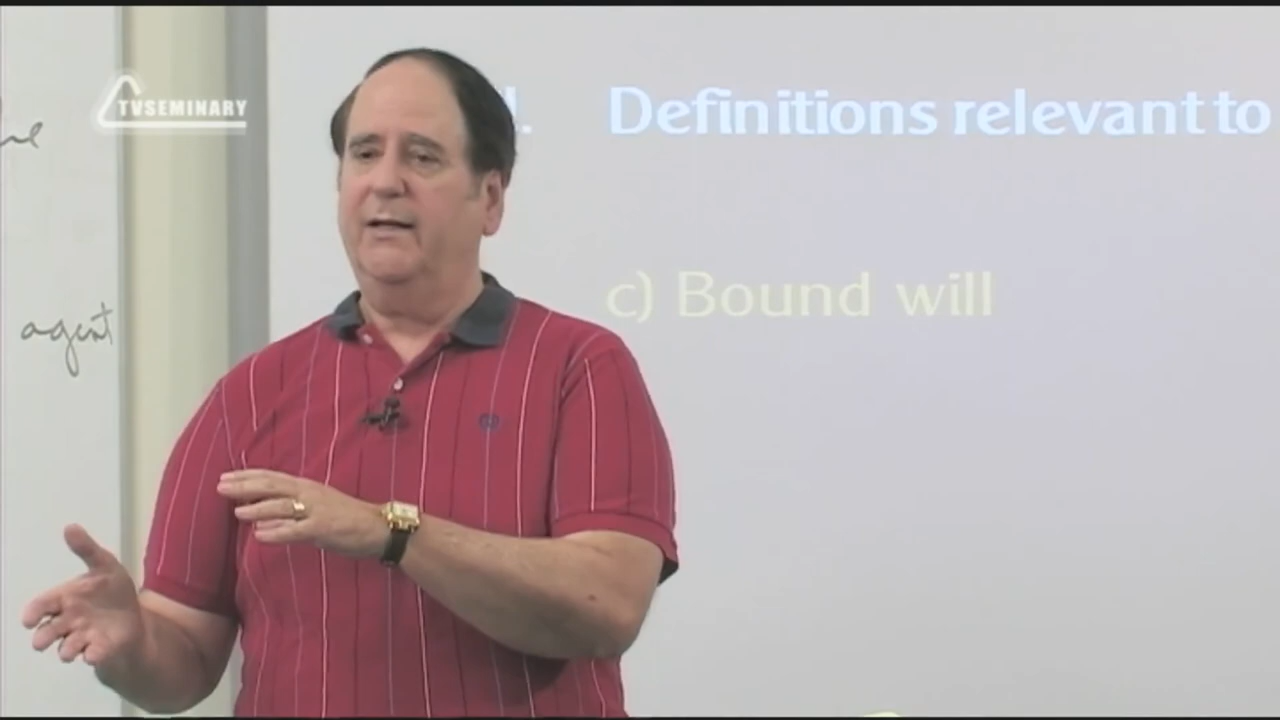 TVSEMINARY
Definitions relevant to
c) Bound will
agent